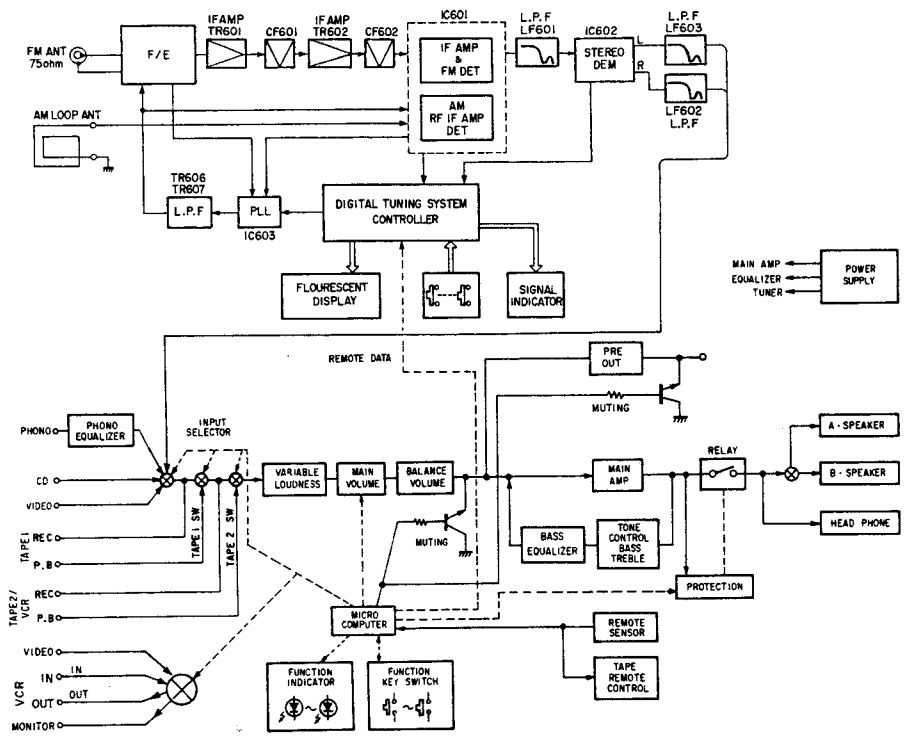 IC601
IF AMP
TR601
CF601
IF AMP
TR602
CF602
L.P.F
LF601
IC602
L.P.F
LF603
FM ANT
75ohm
F/E
IF AMP
&
FM DET
STEREO
DEM
L
R
AM
RF IF AMP
DET
LF602
L.P.F
AM LOOP ANT
TR606
TR607
L.P.F
PLL
IC603
DIGITAL TUNING SYSTEM
CONTROLLER
FLOURESCENT
DISPLAY
SIGNAL
INDICATOR
MAIN AMP
EQUALIZER
TUNER
POWER
SUPPLY
REMOTE DATA
PRE
OUT
MUTING
PHONO
PHONO
EQUALIZER
INPUT
SELECTOR
CD
VIDEO
VARIABLE
LOUDNESS
MAIN
VOLUME
BALANCE
VOLUME
MAIN
AMP
RELAY
A-SPEAKER
B-SPEAKER
HEAD PHONE
TAPE1
REC
P.B
TAPE 1 SW
TAPE 2 SW
MUTING
BASS
EQUALIZER
TONE
CONTROL
BASS
TREBLE
PROTECTION
TAPE2/
VCR
REC
P.B
MICRO
COMPUTER
REMOTE
SENSOR
TAPE
REMOTE
CONTROL
VCR
VIDEO
IN
IN
OUT
OUT
MONITOR
FUNCTION
INDICATOR
FUNCTION
KEY SWITCH